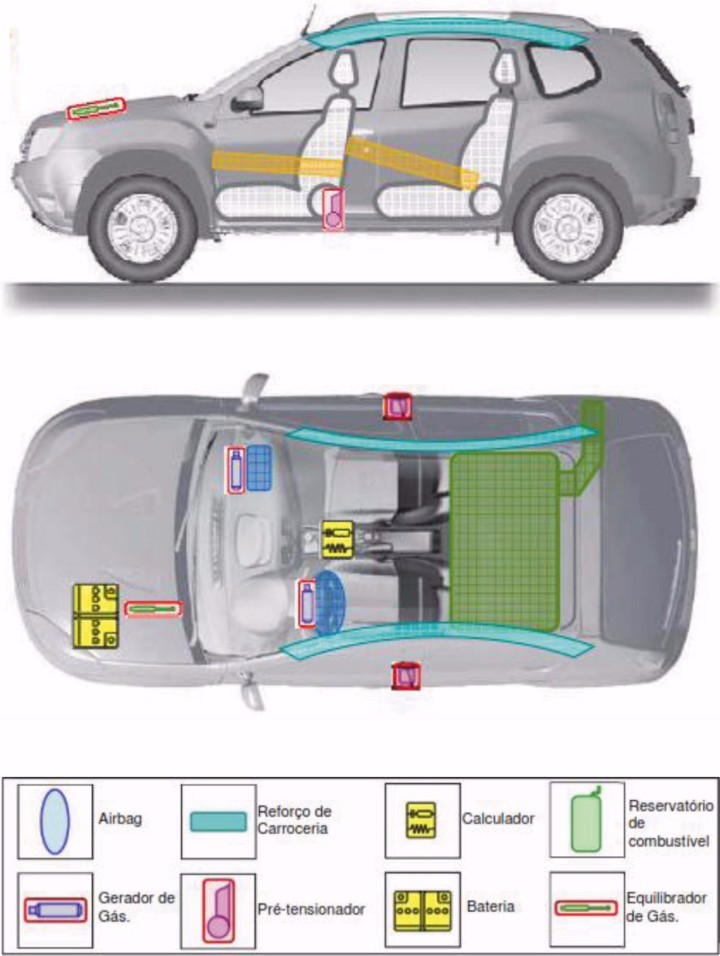 Airbag
Reforço de
Carroceria
Calculador
Reservatório
de
combustível
Gerador de
Gás.
Pré-tensionador
Bateria
Equilibrador
de Gás.